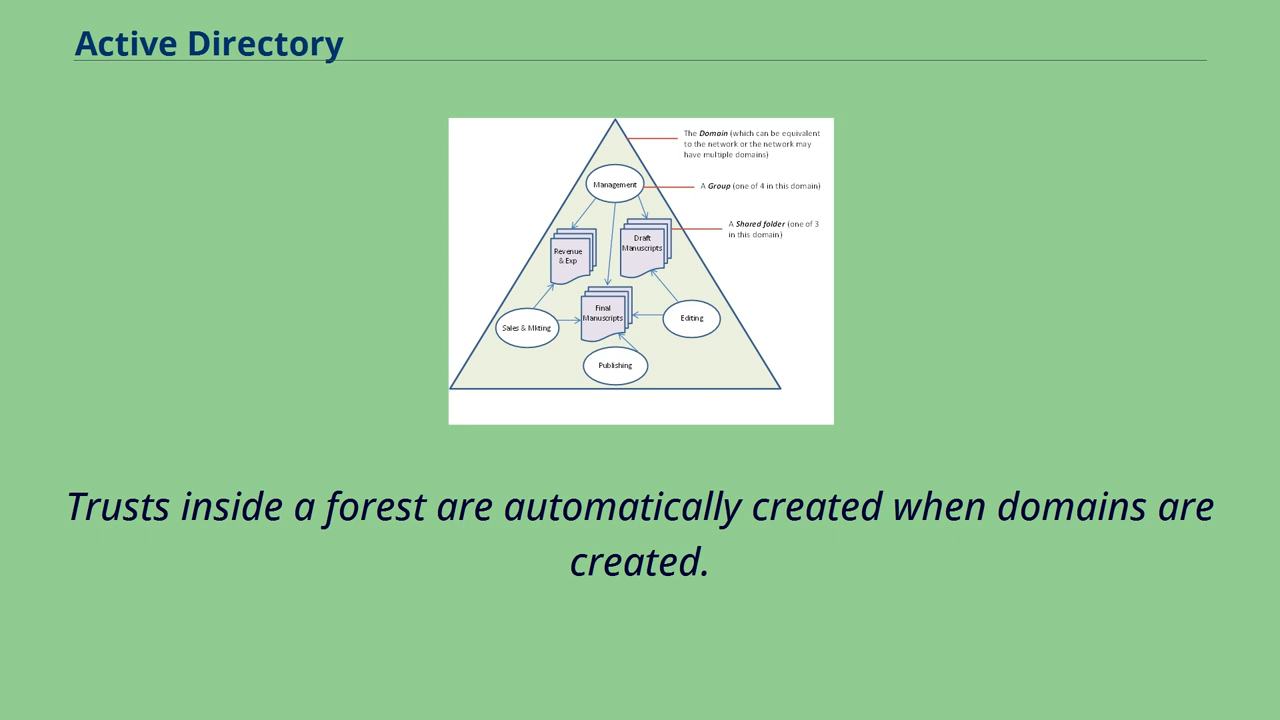 Active Directory
The Domain (which can be equivalent
to the network or the network may
have multiple domains)
Management
A Group (one of 4 in this domain)
A Shared folder (one of 3
in this domain)
Draft
Manuscripts
Revenue
& Exp
Final
Manuscripts
Editing
Sales & Mkting
Publishing
Trusts inside a forest are automatically created when domains are
created.